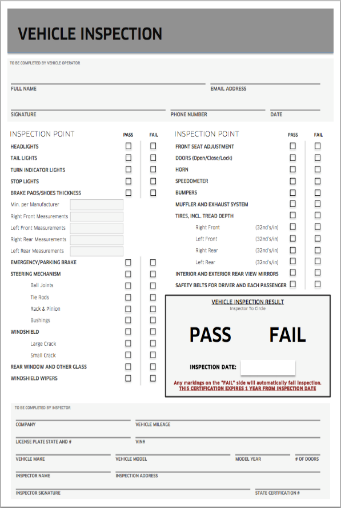 VEHICLE INSPECTION
TO BE COMPLETED BY VEHICLE OPERATOR
FULL NAME EMAIL ADDRESS
SIGNATURE PHONE NUMBER DATE
INSPECTION POINT PASS FAIL
HEADLIGHTS
TAIL LIGHTS
TURN INDICATOR LIGHTS
STOP LIGHTS
BRAKE PADS/SHOES THICKNESS
Min. per Manufacturer
Right Front Measurements
Left Front Measurements
Right Rear Measurements
Left Rear Measurements
EMERGENCY/PARKING BRAKE
STEERING MECHANISM
Ball Joints
Tie Rods
Rack & Pinion
Bushings
WINDSHIELD
Large Crack
Small Crack
REAR WINDOW AND OTHER GLASS
WINDSHIELD WIPERS
INSPECTION POINT PASS FAIL
FRONT SEAT ADJUSTMENT
DOORS (Open/Close/Lock)
HORN
SPEEDOMETER
BUMPERS
MUFFLER AND EXHAUST SYSTEM
TIRES, INCL. TREAD DEPTH
Right Front (32nd's/in)
Left Front (32nd's/in)
Right Rear (32nd's/in)
Left Rear (32nd's/in)
INTERIOR AND EXTERIOR REAR VIEW MIRRORS
SAFETY BELTS FOR DRIVER AND EACH PASSENGER
VEHICLE INSPECTION RESULT
Inspector To Circle
PASS FAIL
INSPECTION DATE:
Any markings on the "FAIL" side will automatically fail inspection.
THIS CERTIFICATION EXPIRES 1 YEAR FROM INSPECTION DATE
TO BE COMPLETED BY INSPECTOR
COMPANY VEHICLE MILEAGE
LICENSE PLATE STATE AND # VIN#
VEHICLE MAKE VEHICLE MODEL MODEL YEAR # OF DOORS
INSPECTOR NAME INSPECTION ADDRESS
INSPECTOR SIGNATURE STATE CERTIFICATION #